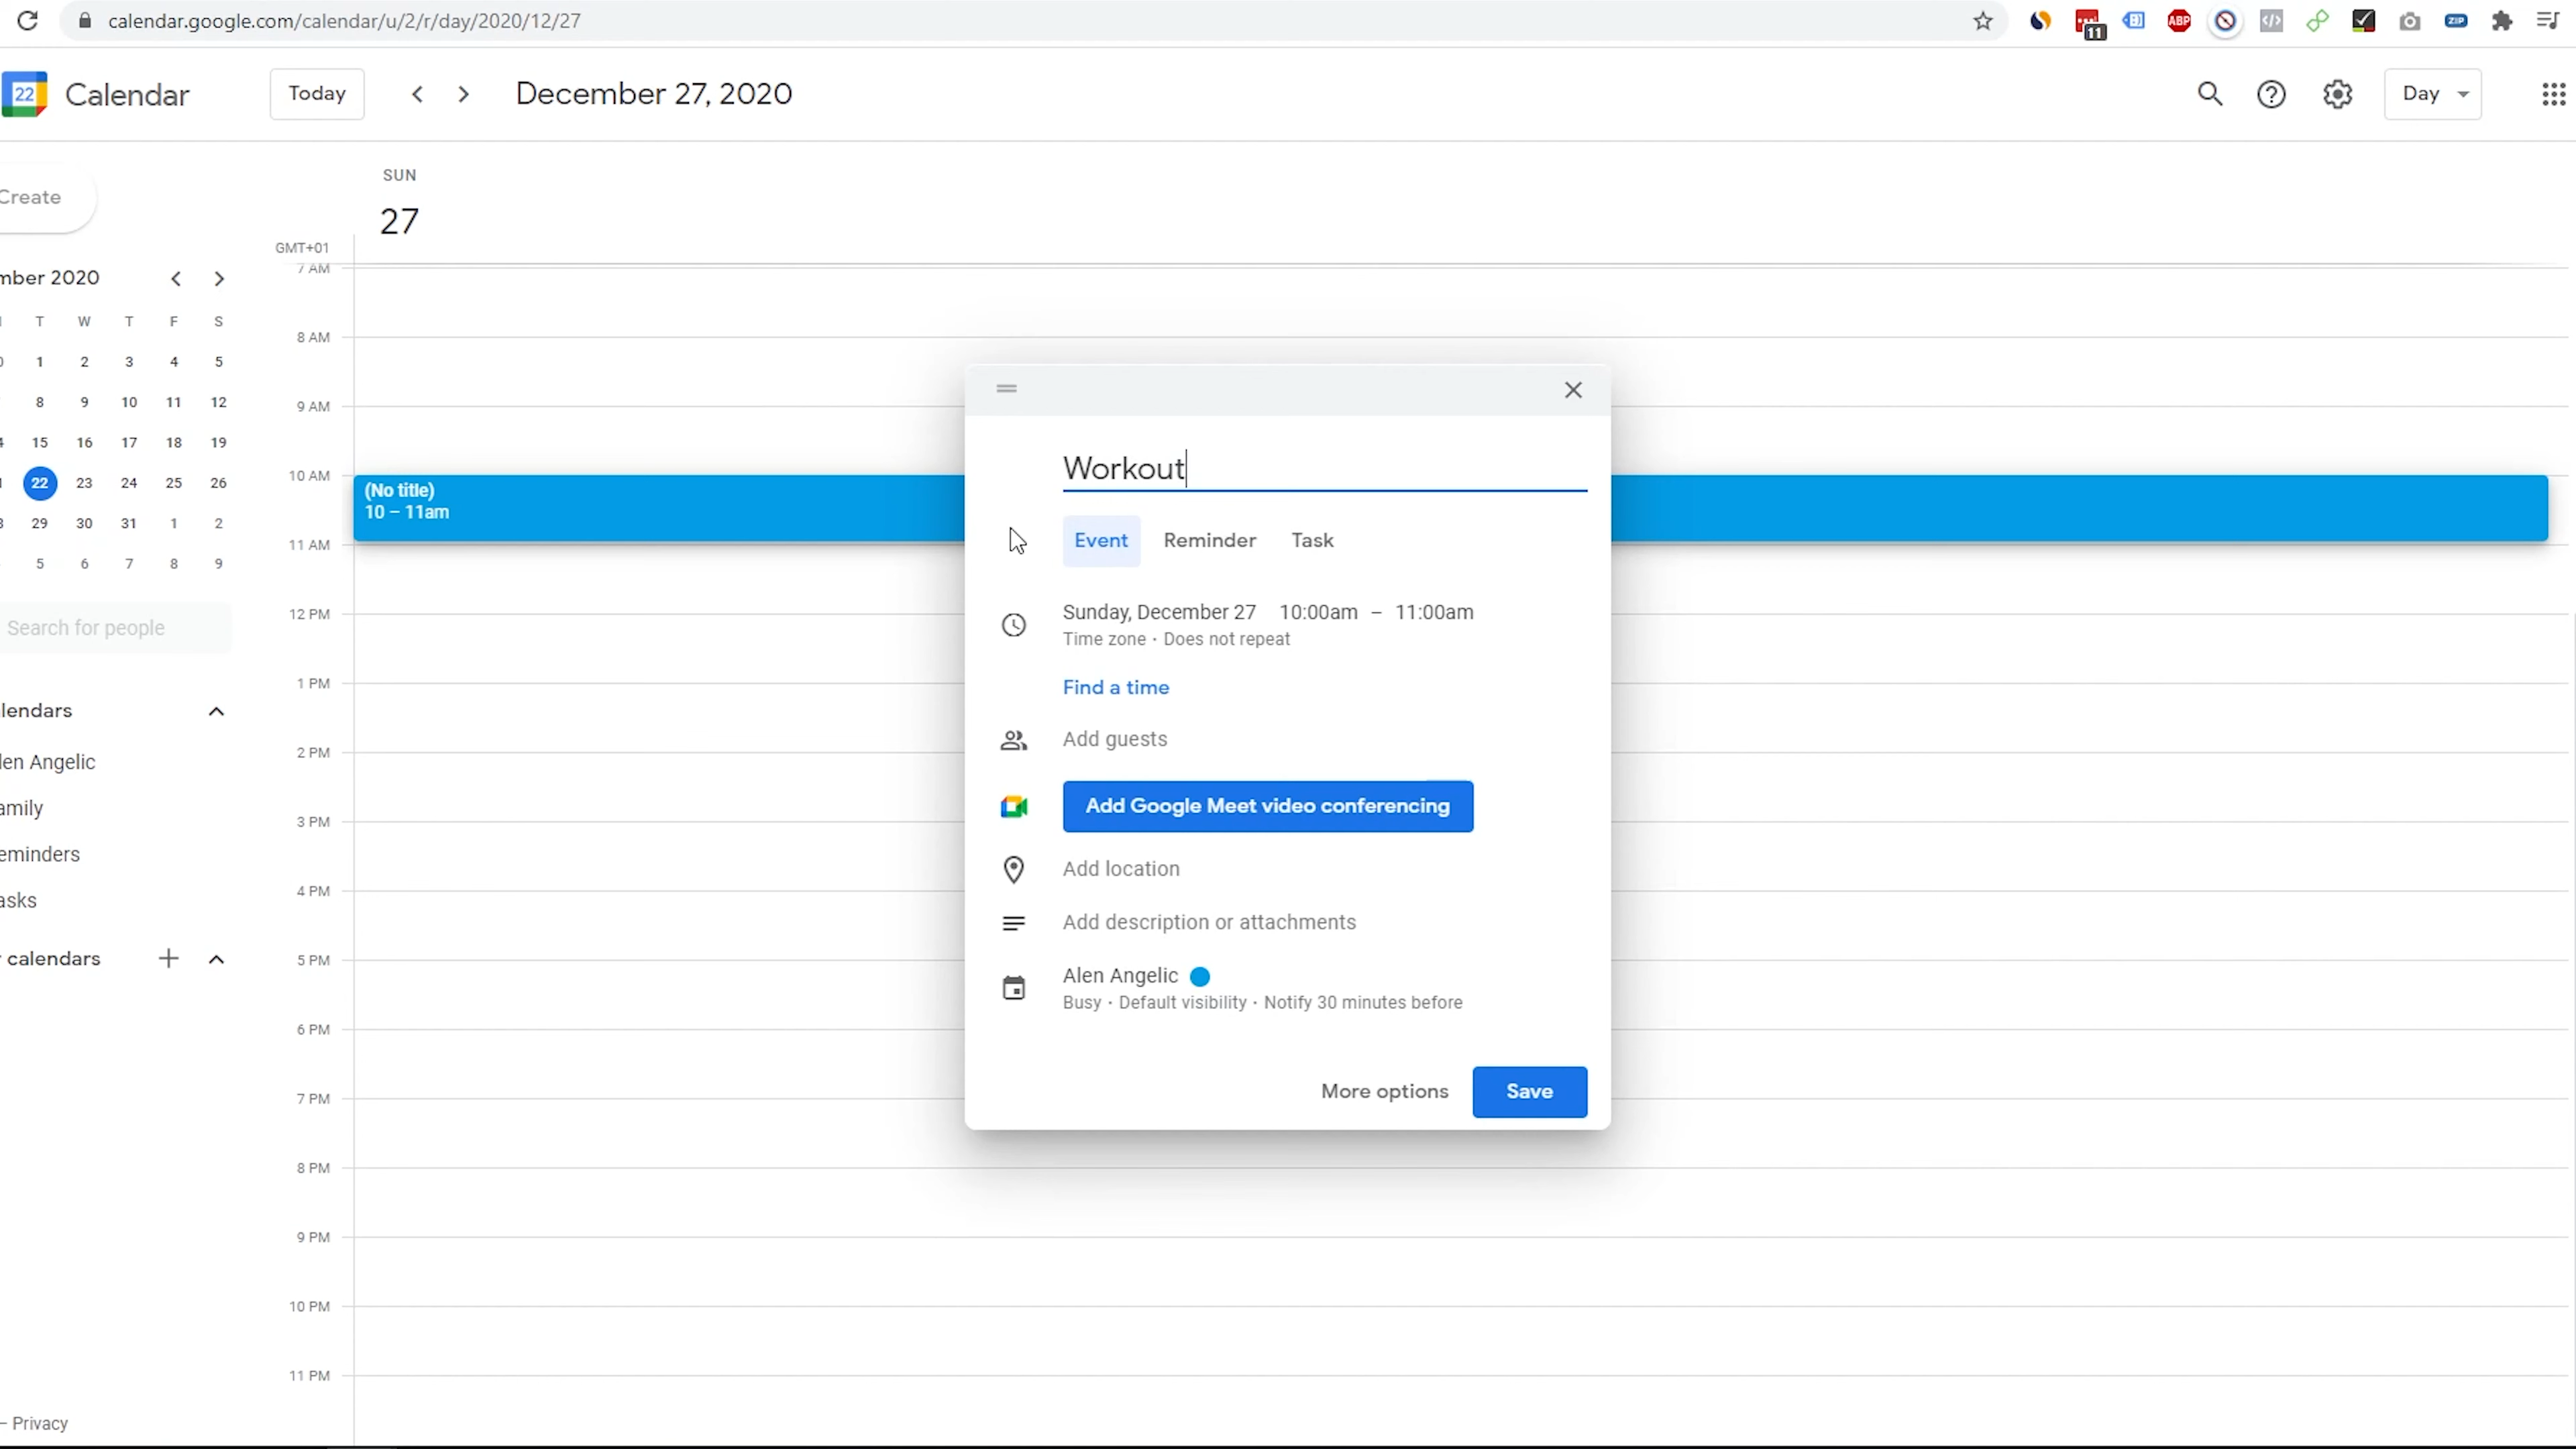 calendar.google.com/calendar/u/2/r/day/2020/12/27
11
ABP
ZIP
22
Calendar
Today
December 27, 2020
Day
Create
SUN
27
GMT+01
mber 2020
T W T F S
1 2 3 4 5
8 9 10 11 12
15 16 17 18 19
22 23 24 25 26
29 30 31 1 2
5 6 7 8 9
Search for people
lendars
len Angelic
amily
eminders
asks
r calendars
– Privacy
7 AM
8 AM
9 AM
10 AM
11 AM
12 PM
1 PM
2 PM
3 PM
4 PM
5 PM
6 PM
7 PM
8 PM
9 PM
10 PM
11 PM
(No title)
10 – 11am
Workout
Event Reminder Task
Sunday, December 27 10:00am – 11:00am
Time zone · Does not repeat
Find a time
Add guests
Add Google Meet video conferencing
Add location
Add description or attachments
Alen Angelic
Busy · Default visibility · Notify 30 minutes before
More options Save